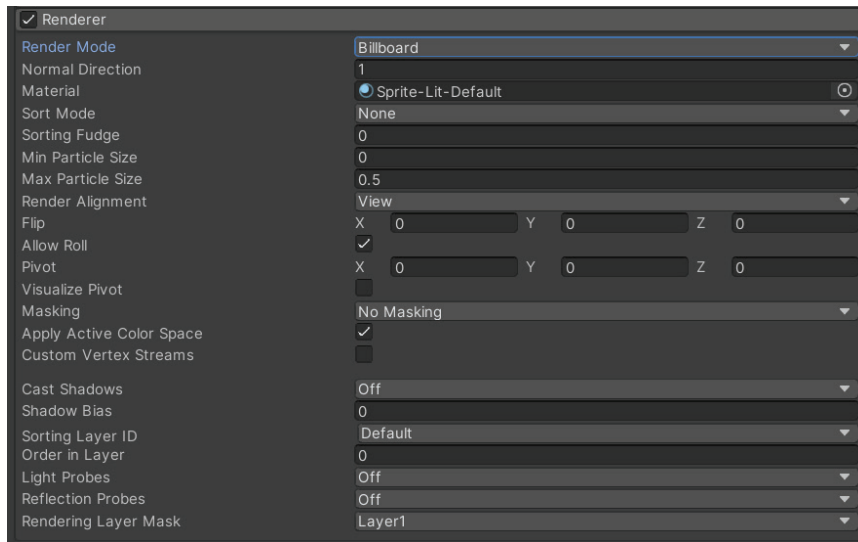 Renderer
Render Mode Billboard
Normal Direction 1
Material Sprite-Lit-Default
Sort Mode None
Sorting Fudge 0
Min Particle Size 0
Max Particle Size 0.5
Render Alignment View
Flip X 0 Y 0 Z 0
Allow Roll
Pivot X 0 Y 0 Z 0
Visualize Pivot
Masking No Masking
Apply Active Color Space
Custom Vertex Streams
Cast Shadows Off
Shadow Bias 0
Sorting Layer ID Default
Order in Layer 0
Light Probes Off
Reflection Probes Off
Rendering Layer Mask Layer1